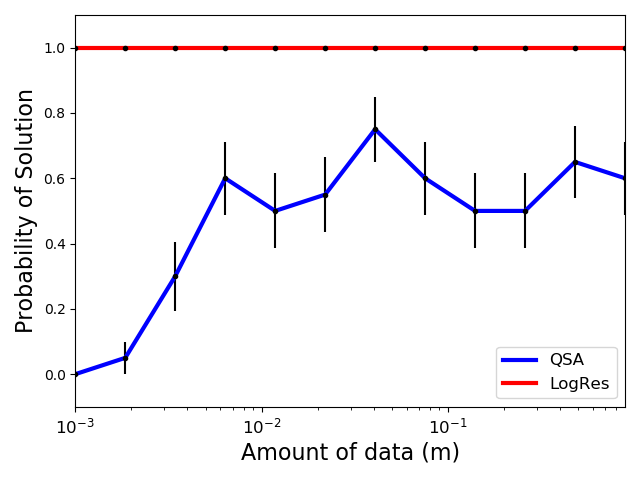 Probability of Solution
1.0
0.8
0.6
0.4
0.2
0.0
QSA
LogRes
10⁻³
10⁻²
10⁻¹
Amount of data (m)